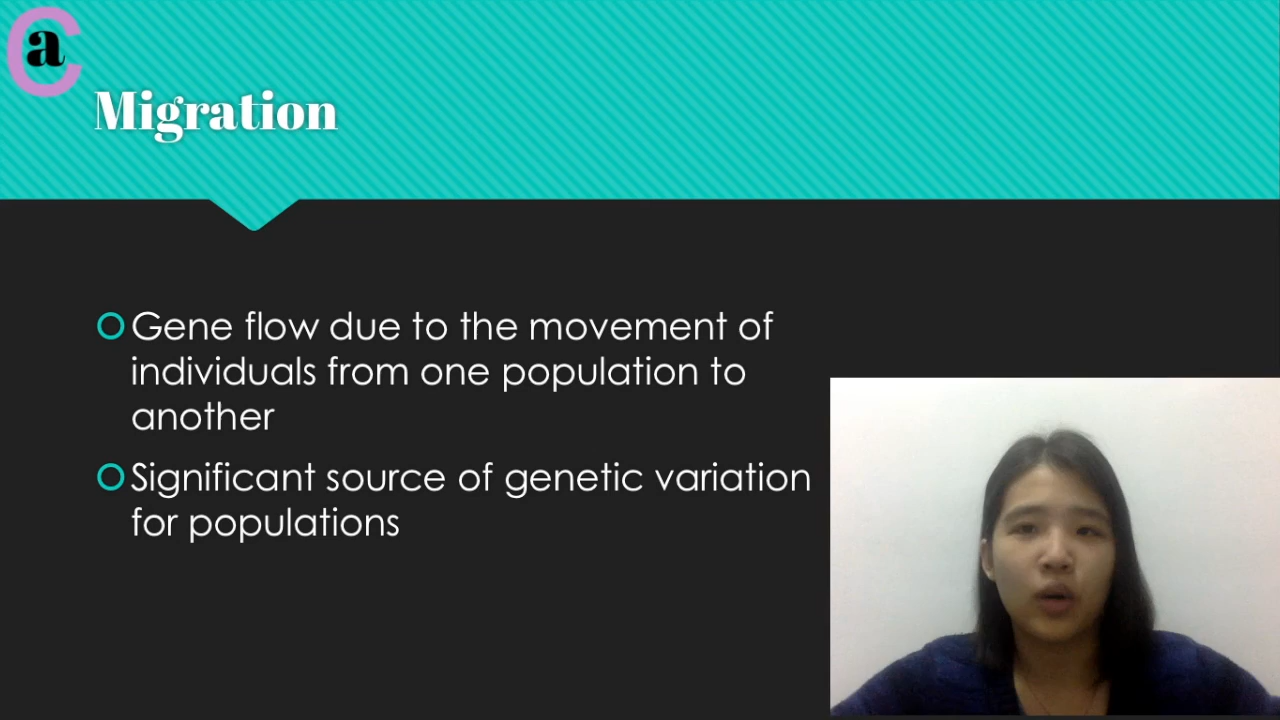 Ca
Migration
Gene flow due to the movement of
individuals from one population to
another
Significant source of genetic variation
for populations